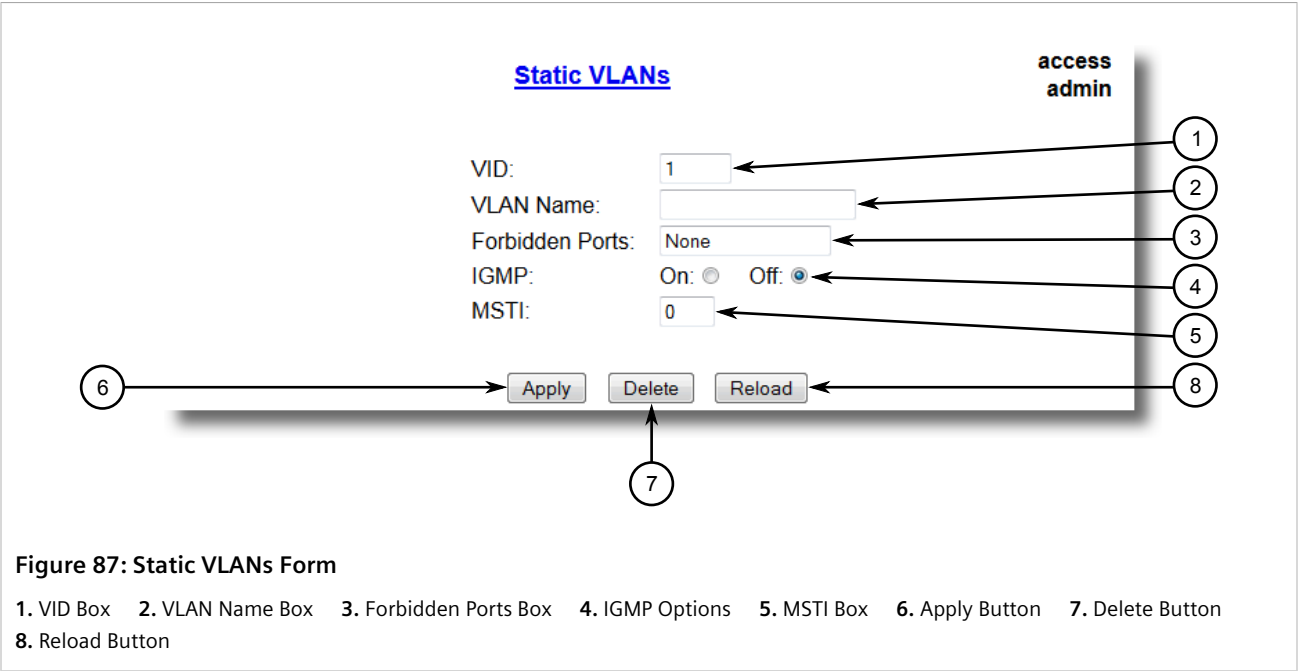 Static VLANs
access
admin
VID: 1
VLAN Name:
Forbidden Ports: None
IGMP: On: Off:
MSTI: 0
Apply Delete Reload
1
2
3
4
5
6
8
7
Figure 87: Static VLANs Form
1. VID Box 2. VLAN Name Box 3. Forbidden Ports Box 4. IGMP Options 5. MSTI Box 6. Apply Button 7. Delete Button
8. Reload Button